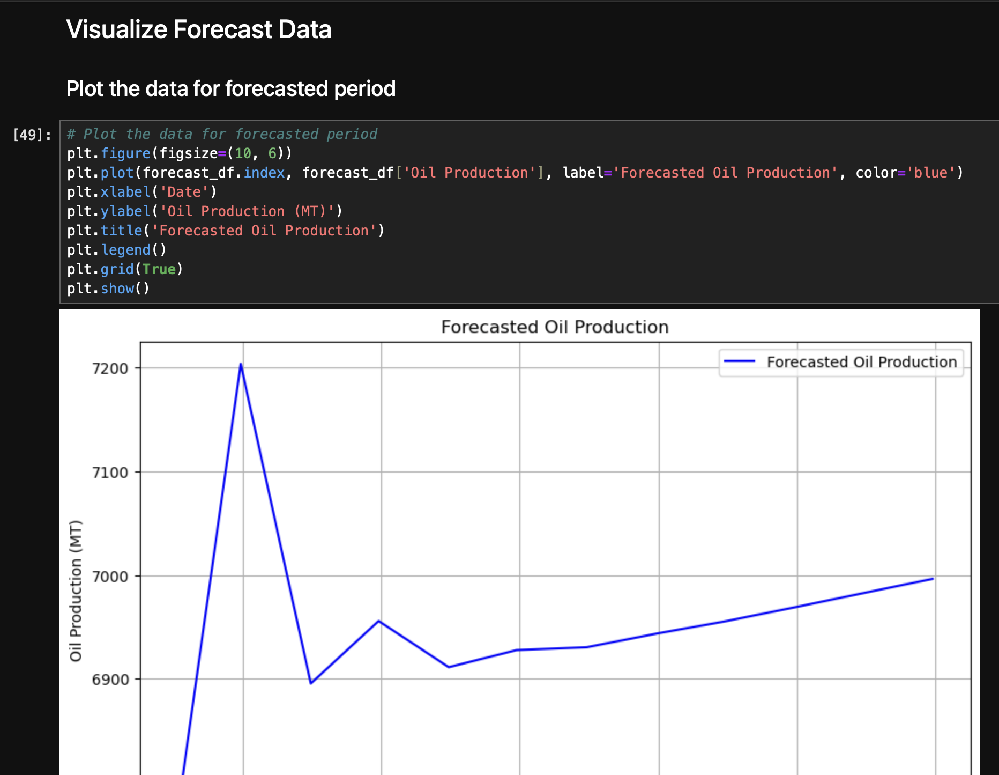 Visualize Forecast Data
Plot the data for forecasted period
[49]:
# Plot the data for forecasted period
plt.figure(figsize=(10, 6))
plt.plot(forecast_df.index, forecast_df['Oil Production'], label='Forecasted Oil Production', color='blue')
plt.xlabel('Date')
plt.ylabel('Oil Production (MT)')
plt.title('Forecasted Oil Production')
plt.legend()
plt.grid(True)
plt.show()
Forecasted Oil Production
Forecasted Oil Production
7200
7100
7000
6900
Oil Production (MT)